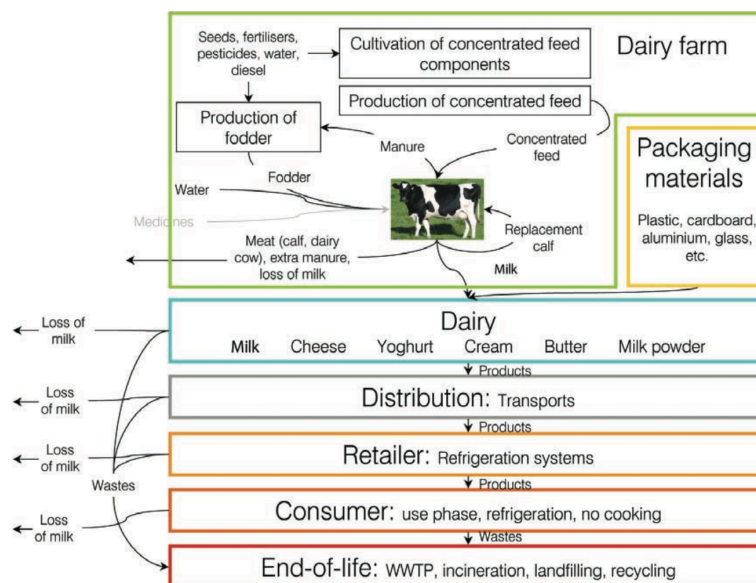 Seeds, fertilisers,
pesticides, water,
diesel
Cultivation of concentrated feed
components
Dairy farm
Production of concentrated feed
Production of
fodder
Manure
Concentrated
feed
Packaging
materials
Plastic, cardboard,
aluminium, glass,
etc.
Fodder
Water
Medicines
Replacement
calf
Meat (calf, dairy
cow), extra manure,
loss of milk
Milk
Loss of
milk
Dairy
Milk Cheese Yoghurt Cream Butter Milk powder
Products
Loss
of milk
Distribution: Transports
Products
Loss
of milk
Retailer: Refrigeration systems
Wastes
Products
Loss
of milk
Consumer: use phase, refrigeration, no cooking
Wastes
End-of-life: WWTP, incineration, landfilling, recycling